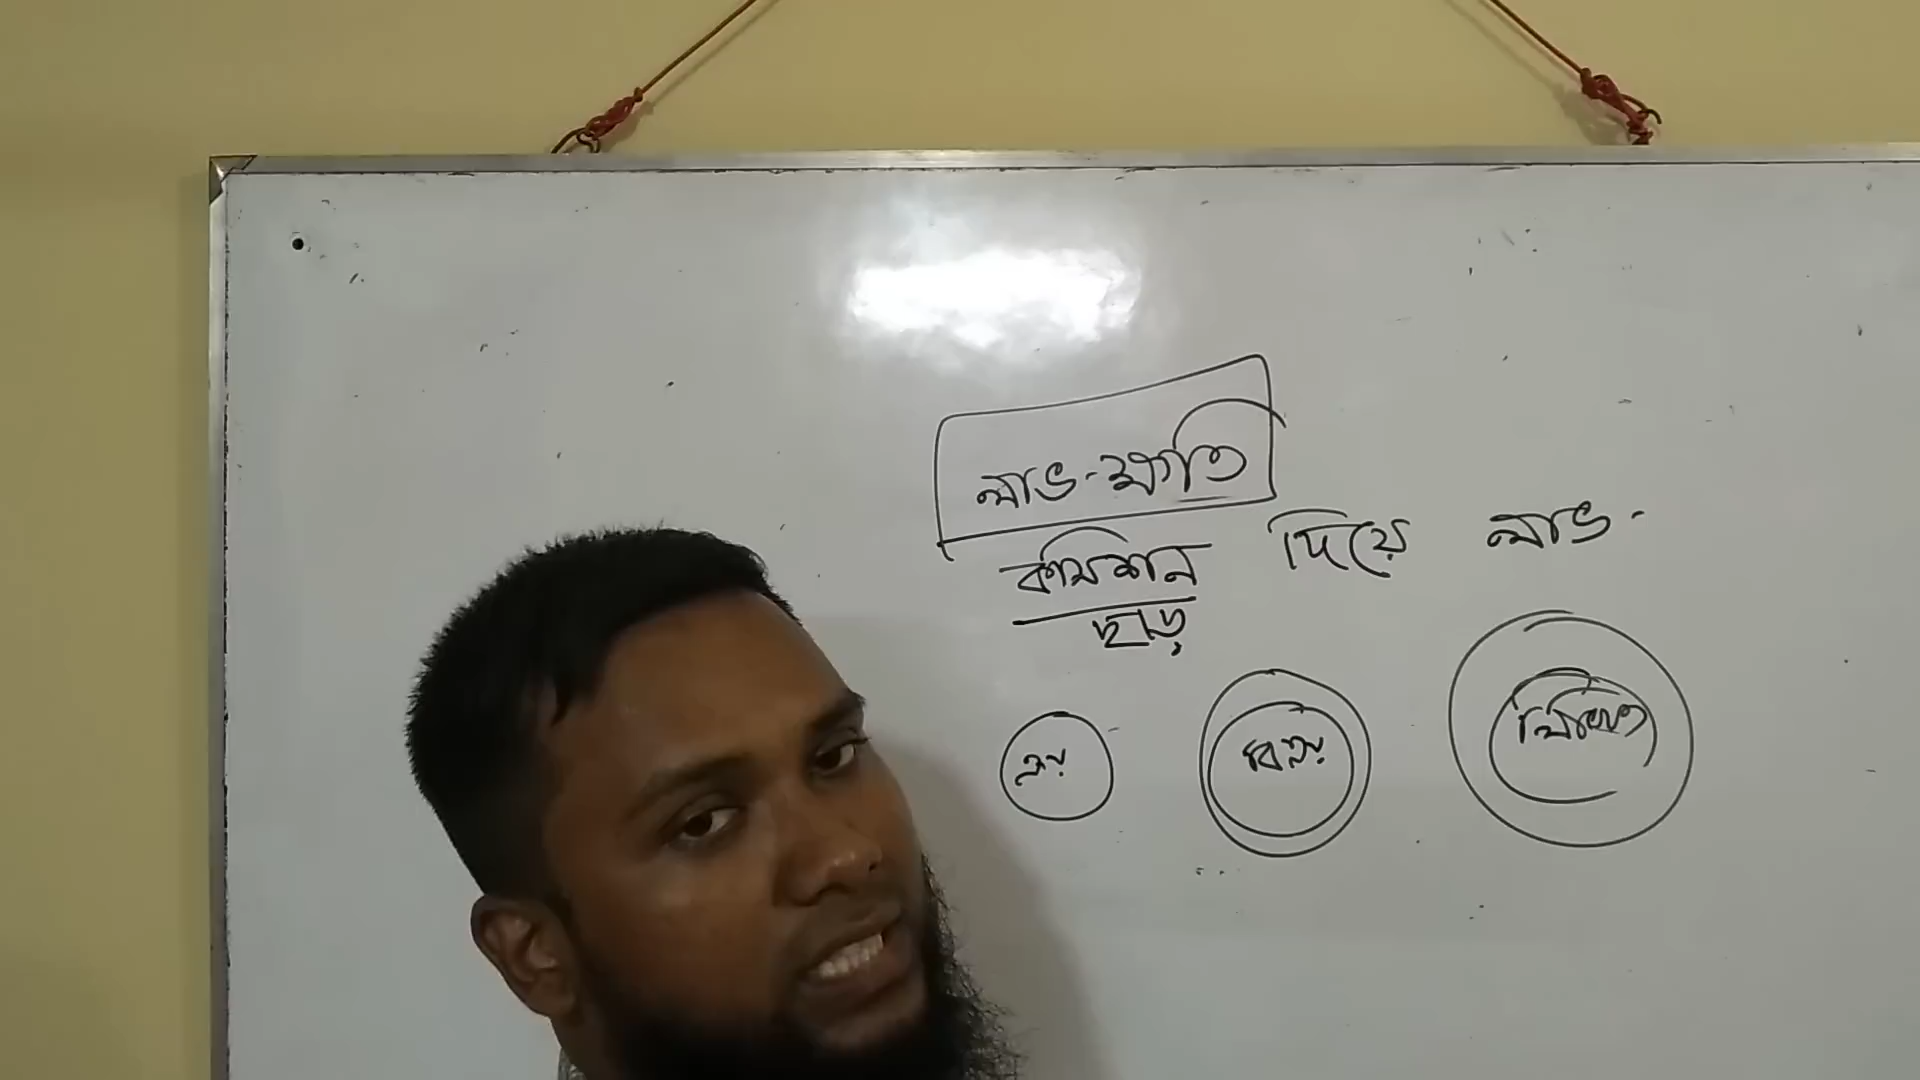 লাভ-ক্ষতি
কমিশন দিয়ে লাভ
ছাড়
ক্রয় বিক্রয় লিখিত